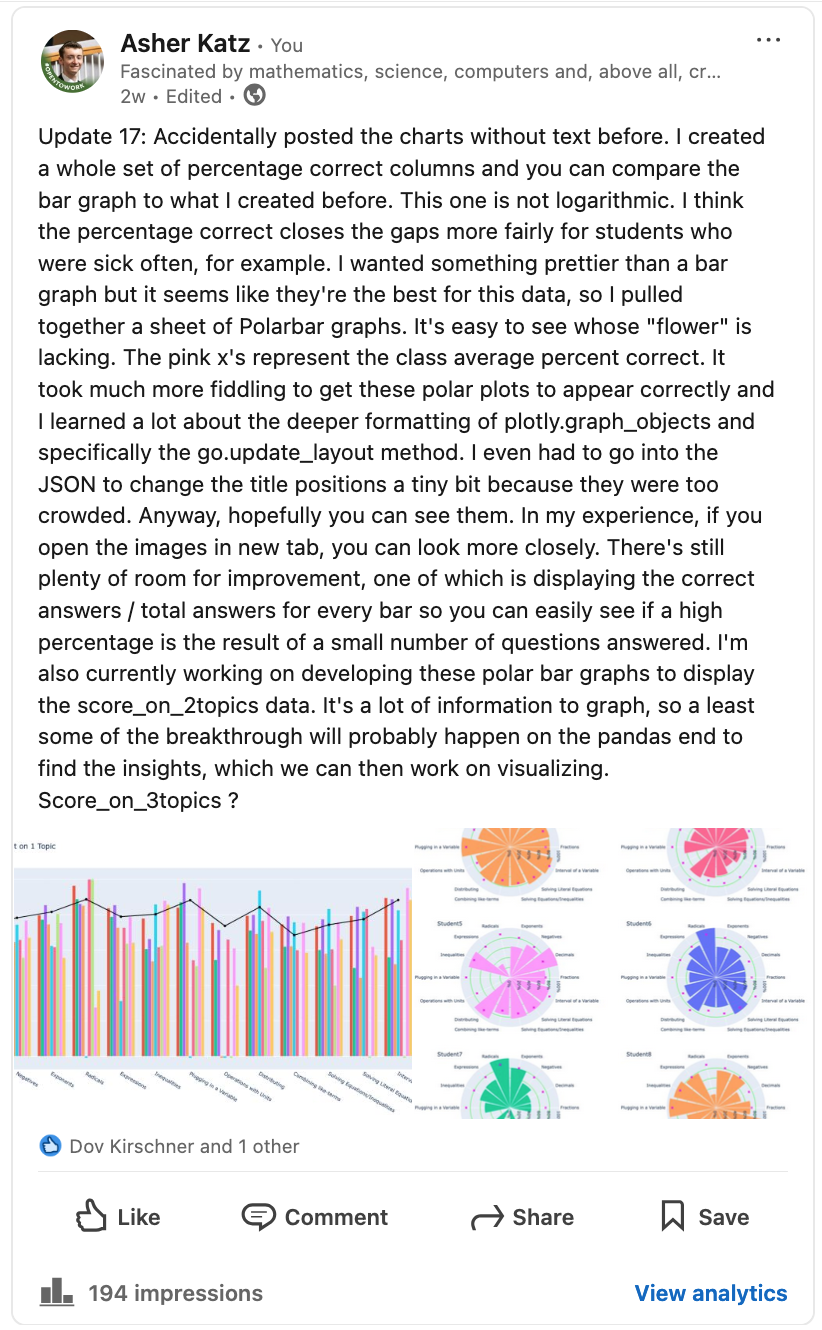 Asher Katz • You
Fascinated by mathematics, science, computers and, above all, cr...
2w • Edited •
#OPENTOWORK
Update 17: Accidentally posted the charts without text before. I created
a whole set of percentage correct columns and you can compare the
bar graph to what I created before. This one is not logarithmic. I think
the percentage correct closes the gaps more fairly for students who
were sick often, for example. I wanted something prettier than a bar
graph but it seems like they're the best for this data, so I pulled
together a sheet of Polarbar graphs. It's easy to see whose "flower" is
lacking. The pink x's represent the class average percent correct. It
took much more fiddling to get these polar plots to appear correctly and
I learned a lot about the deeper formatting of plotly.graph_objects and
specifically the go.update_layout method. I even had to go into the
JSON to change the title positions a tiny bit because they were too
crowded. Anyway, hopefully you can see them. In my experience, if you
open the images in new tab, you can look more closely. There's still
plenty of room for improvement, one of which is displaying the correct
answers / total answers for every bar so you can easily see if a high
percentage is the result of a small number of questions answered. I'm
also currently working on developing these polar bar graphs to display
the score_on_2topics data. It's a lot of information to graph, so a least
some of the breakthrough will probably happen on the pandas end to
find the insights, which we can then work on visualizing.
Score_on_3topics ?
t on 1 Topic
Negatives
Exponents
Radicals
Expressions
Inequalities
Plugging in a Variable
Operations with Units
Distributing
Combining like-terms
Solving Equations/Inequalities
Solving Literal Equatio
Interv
Plugging in a Variable
Fractions
Operations with Units
Interval of a Variable
Distributing
Solving Literal Equations
Combining like-terms
Solving Equations/Inequalities
Plugging in a Variable
Fractions
Operations with Units
Interval of a Variable
Distributing
Solving Literal Equations
Combining like-terms
Solving Equations/Inequalities
Student5
Radicals
Exponents
Expressions
Negatives
Inequalities
Decimals
Plugging in a Variable
Fractions
Operations with Units
Interval of a Variable
Distributing
Solving Literal Equations
Combining like-terms
Solving Equations/Inequalities
Student6
Radicals
Exponents
Expressions
Negatives
Inequalities
Decimals
Plugging in a Variable
Fractions
Operations with Units
Interval of a Variable
Distributing
Solving Literal Equations
Combining like-terms
Solving Equations/Inequalities
Student7
Radicals
Exponents
Expressions
Negatives
Inequalities
Decimals
Plugging in a Variable
Fractions
Student8
Radicals
Exponents
Expressions
Negatives
Inequalities
Decimals
Plugging in a Variable
Fractions
Dov Kirschner and 1 other
Like
Comment
Share
Save
194 impressions
View analytics